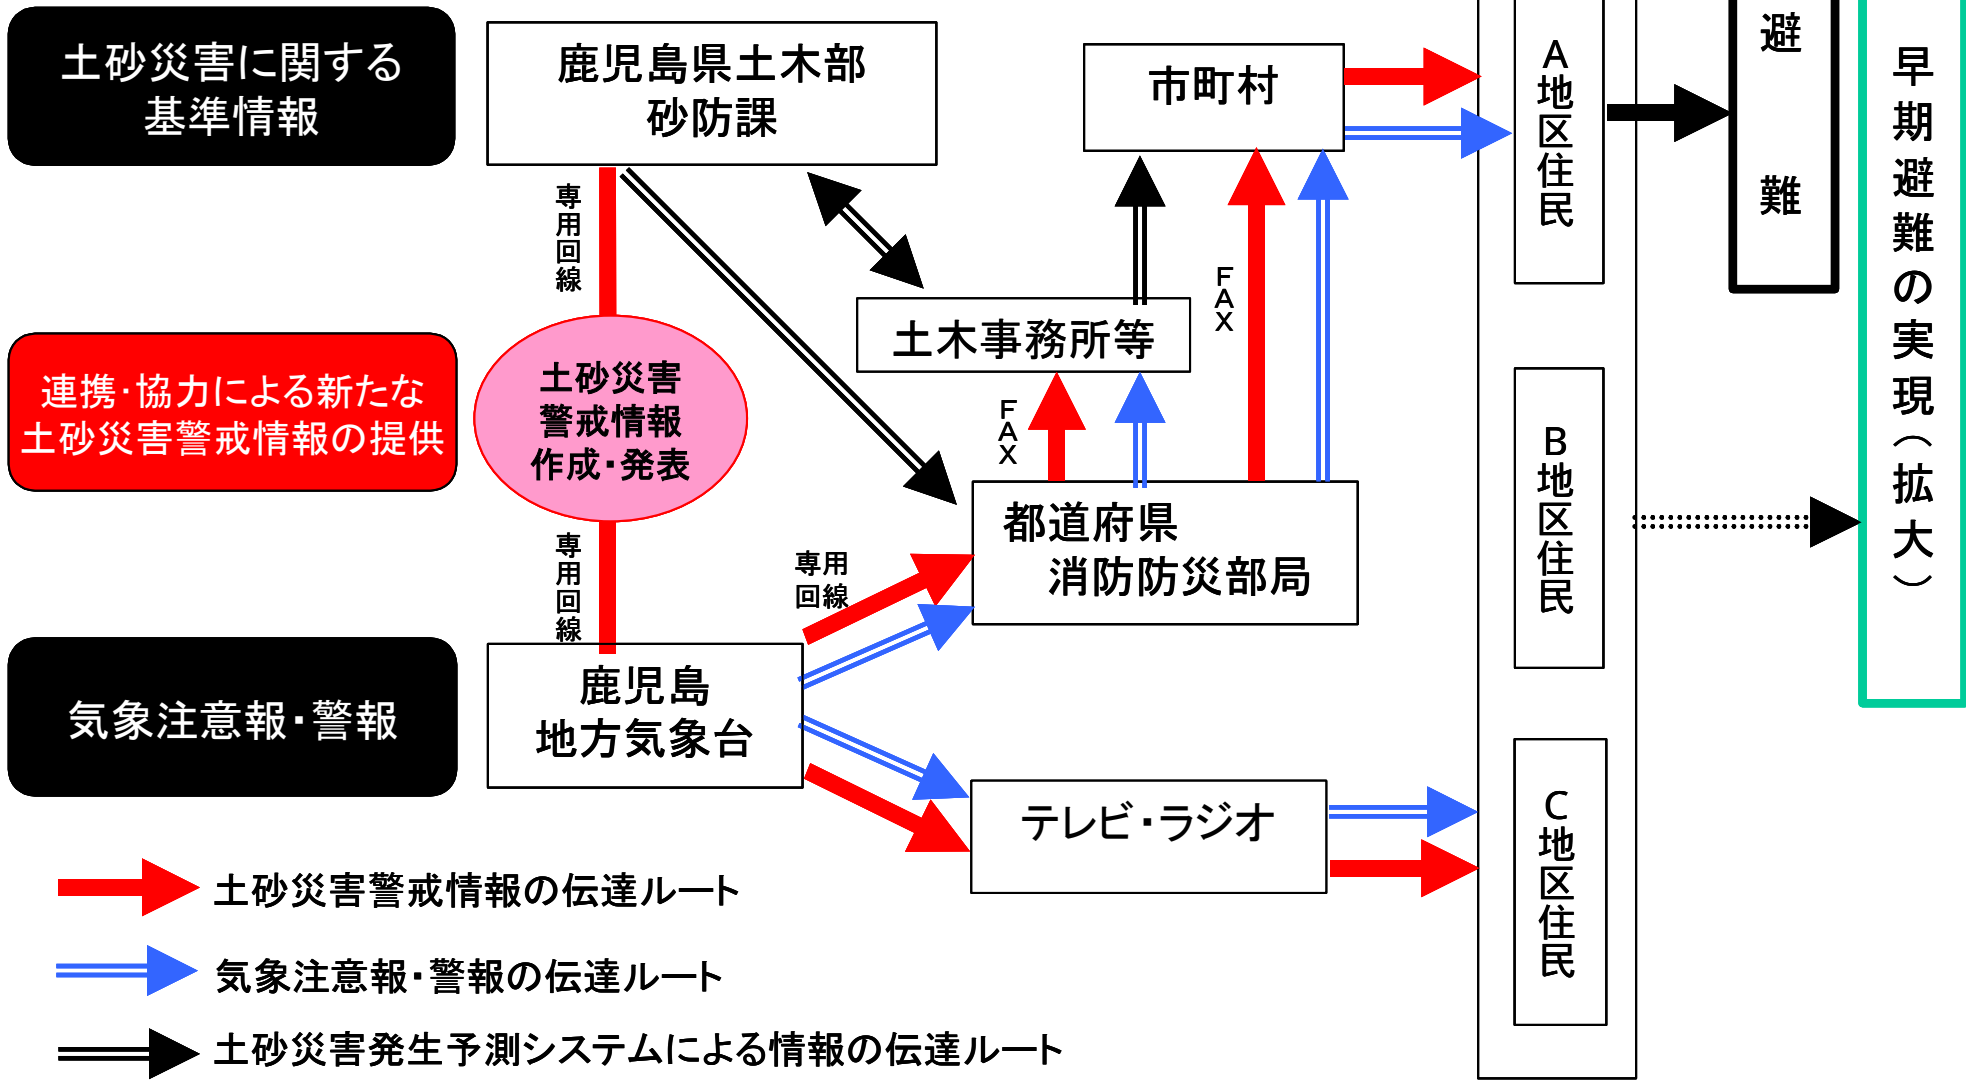 土砂災害に関する
基準情報
鹿児島県土木部
砂防課
市町村
A地区住民
避難
早期避難の実現（拡大）
専用回線
土木事務所等
FAX
連携・協力による新たな
土砂災害警戒情報の提供
土砂災害
警戒情報
作成・発表
FAX
B地区住民
都道府県
消防防災部局
専用回線
専用
回線
気象注意報・警報
鹿児島
地方気象台
テレビ・ラジオ
C地区住民
土砂災害警戒情報の伝達ルート
気象注意報・警報の伝達ルート
土砂災害発生予測システムによる情報の伝達ルート